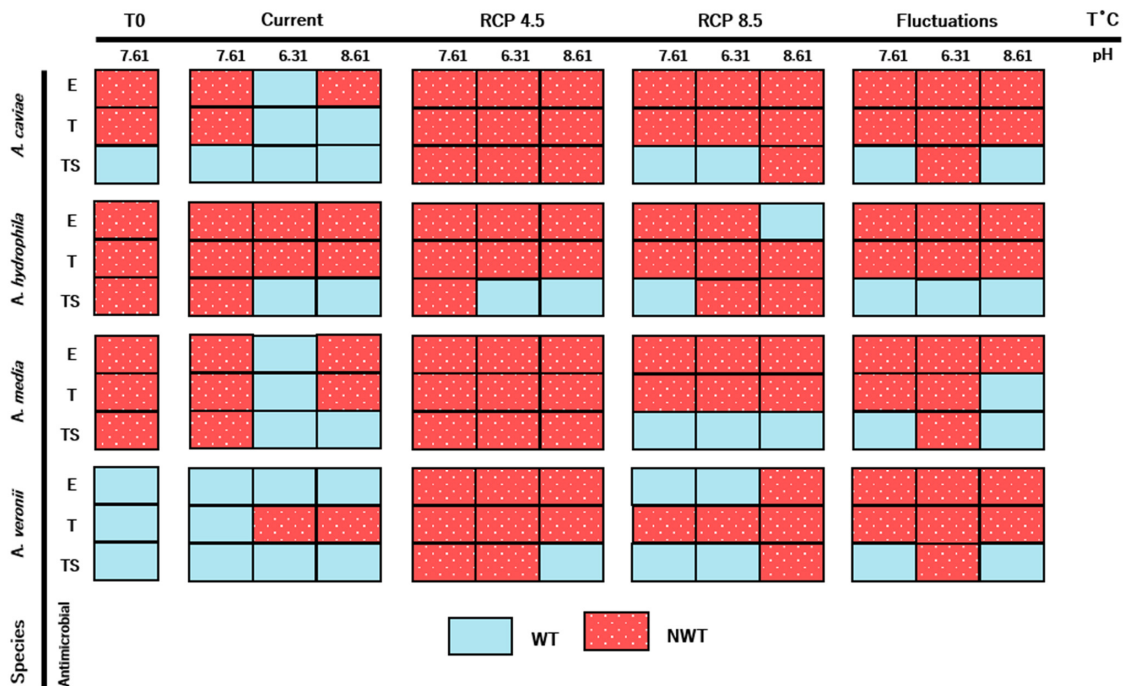 T0 Current RCP 4.5 RCP 8.5 Fluctuations T°C
7.61 7.61 6.31 8.61 7.61 6.31 8.61 7.61 6.31 8.61 7.61 6.31 8.61 pH
A. caviae
E
T
TS
A. hydrophila
E
T
TS
A. media
E
T
TS
A. veronii
E
T
TS
Species
Antimicrobial
WT NWT